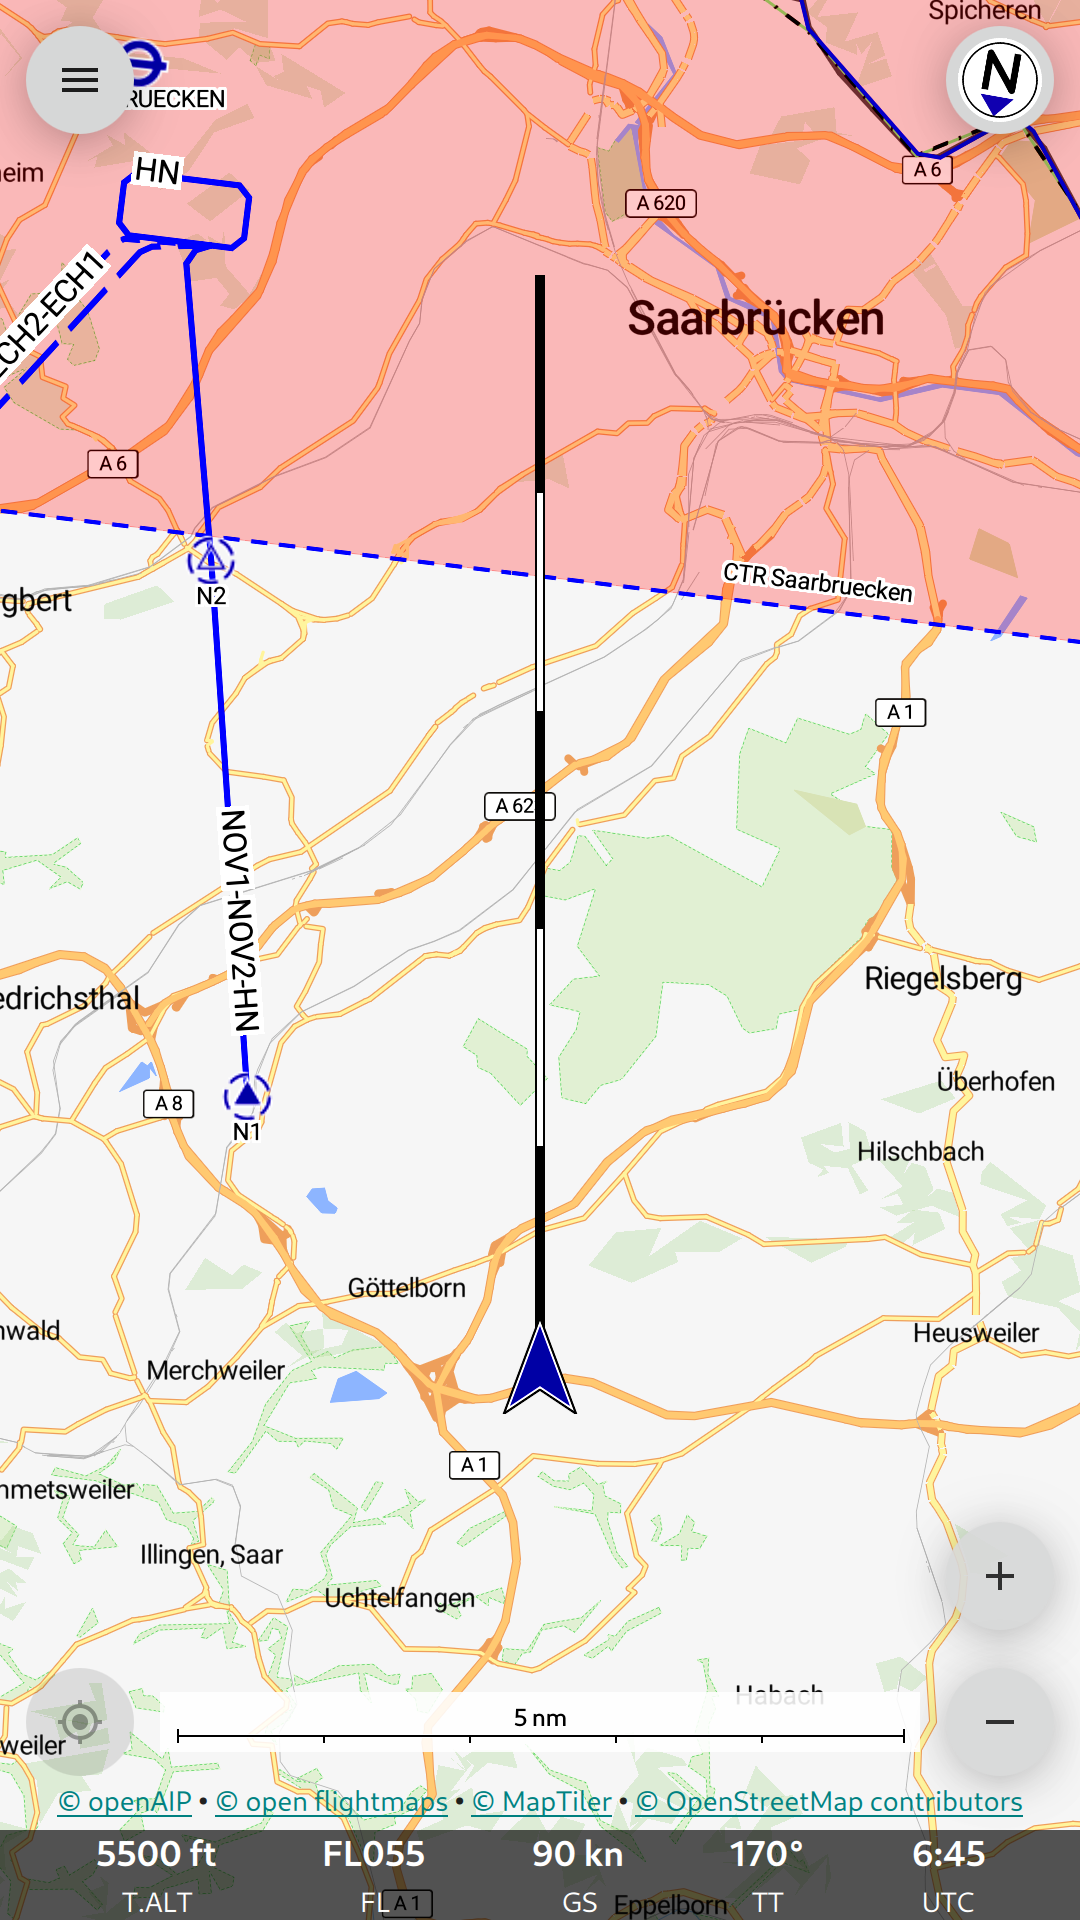 Spicheren
N
RUECKEN
A 6
eim
HN
A 620
ECH2-ECH1
Saarbrücken
A 6
CTR Saarbruecken
N2
gbert
A 1
A 62
NOV1-NOV2-HN
Riegelsberg
edrichsthal
Überhofen
A 8
N1
Hilschbach
Göttelborn
nwald
Heusweiler
Merchweiler
A 1
nmetsweiler
Illingen, Saar
Uchtelfangen
Habach
5 nm
weiler
© openAIP • © open flightmaps • © MapTiler • © OpenStreetMap contributors
5500 ft FL055 90 kn 170° 6:45
T.ALT FL GS TT UTC
A 1 Eppelborn